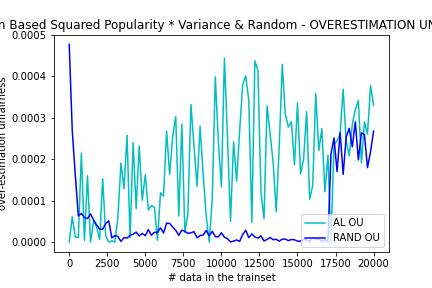 Based Squared Popularity * Variance & Random - OVERESTIMATION
over-estimation unfairness
0.0005
0.0004
0.0003
0.0002
0.0001
0.0000
AL OU
RAND OU
0 2500 5000 7500 10000 12500 15000 17500 20000
# data in the trainset